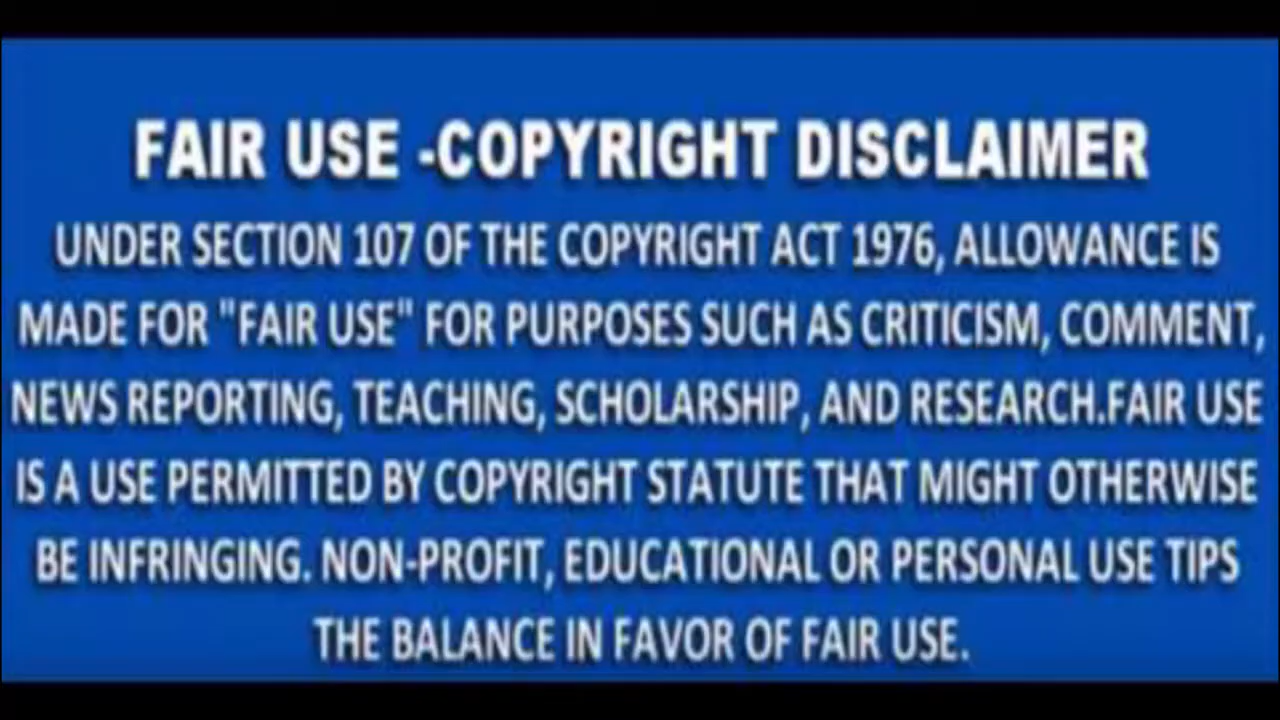 FAIR USE -COPYRIGHT DISCLAIMER
UNDER SECTION 107 OF THE COPYRIGHT ACT 1976, ALLOWANCE IS
MADE FOR "FAIR USE" FOR PURPOSES SUCH AS CRITICISM, COMMENT,
NEWS REPORTING, TEACHING, SCHOLARSHIP, AND RESEARCH.FAIR USE
IS A USE PERMITTED BY COPYRIGHT STATUTE THAT MIGHT OTHERWISE
BE INFRINGING. NON-PROFIT, EDUCATIONAL OR PERSONAL USE TIPS
THE BALANCE IN FAVOR OF FAIR USE.